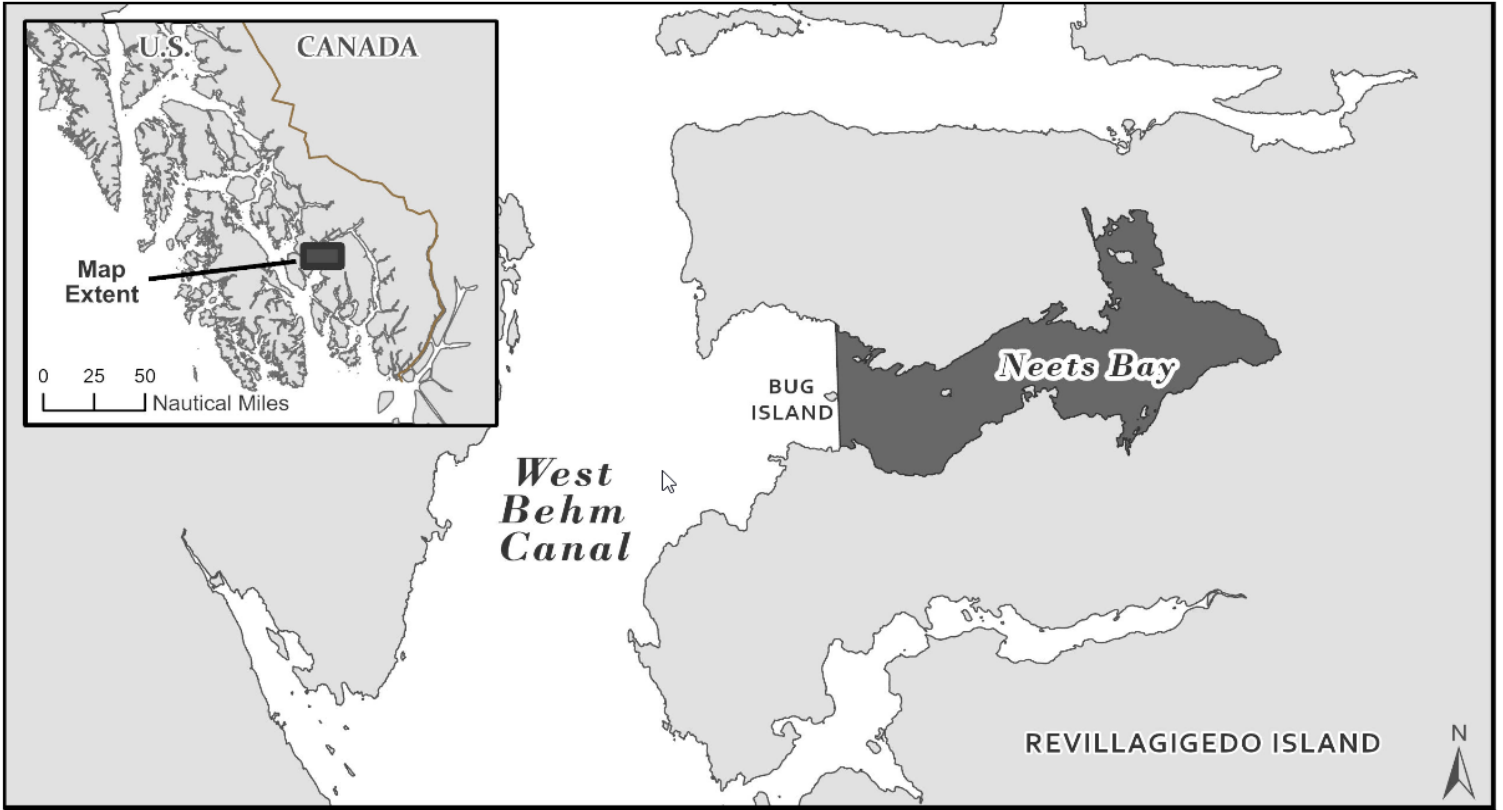 U.S.
CANADA
Map
Extent
0 25 50
Nautical Miles
BUG
ISLAND
Neets Bay
West
Behm
Canal
REVILLAGIGEDO ISLAND
N